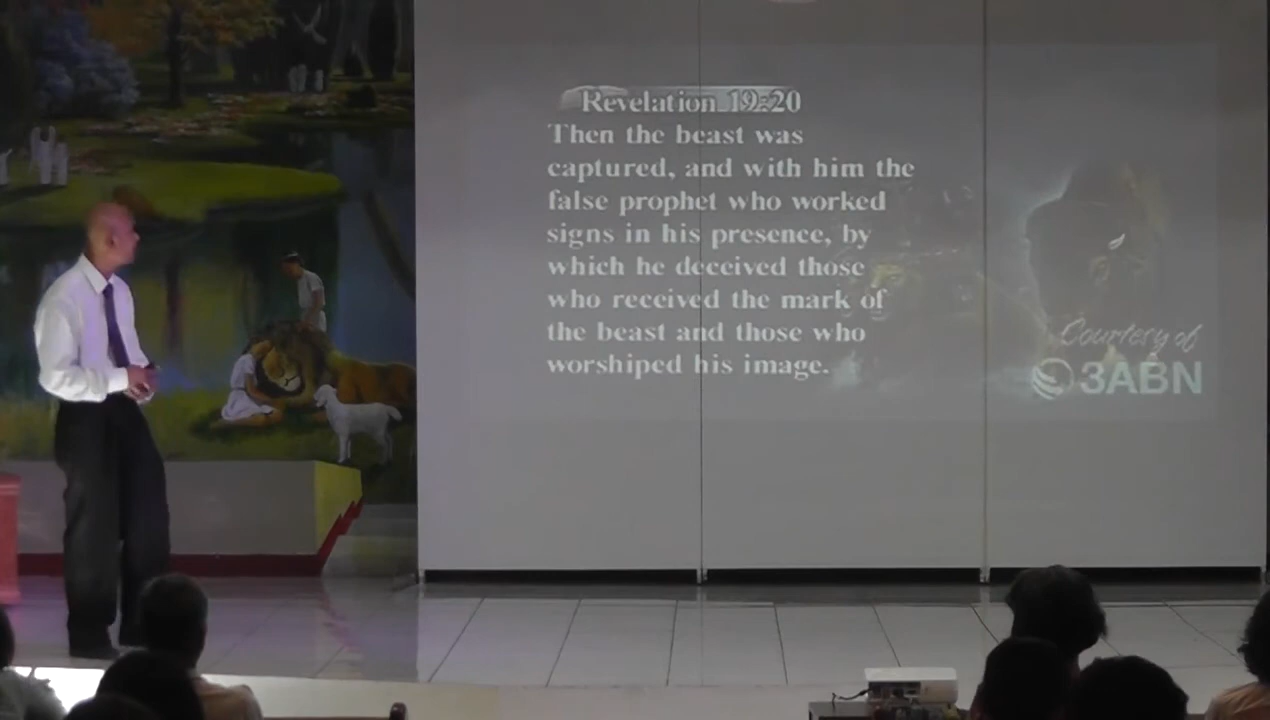 Revelation 19:20
Then the beast was
captured, and with him the
false prophet who worked
signs in his presence, by
which he deceived those
who received the mark of
the beast and those who
worshiped his image.
Courtesy of
3ABN